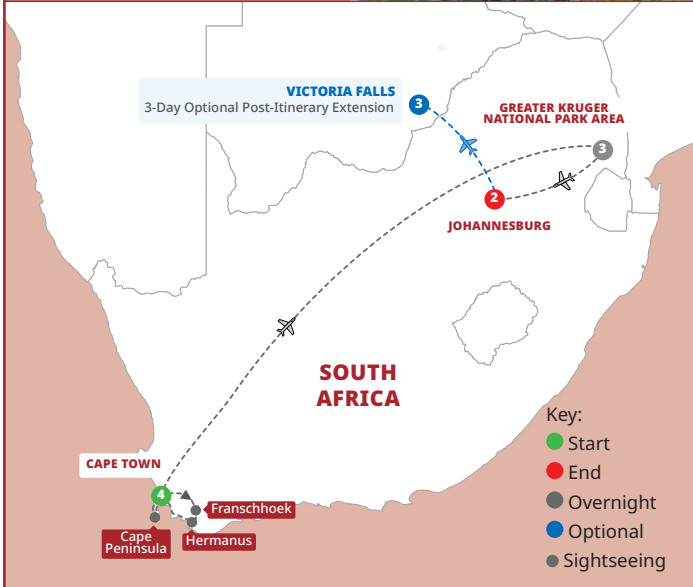 VICTORIA FALLS
3-Day Optional Post-Itinerary Extension
3
GREATER KRUGER
NATIONAL PARK AREA
3
2
JOHANNESBURG
SOUTH
AFRICA
CAPE TOWN
4
Franschhoek
Cape
Peninsula
Hermanus
Key:
Start
End
Overnight
Optional
Sightseeing